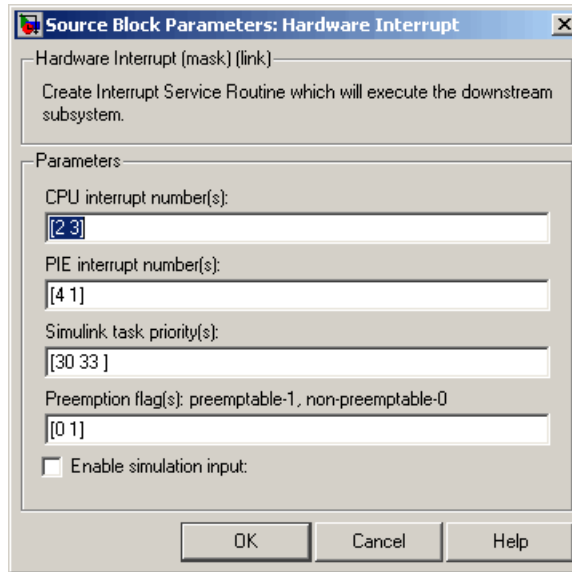 Source Block Parameters: Hardware Interrupt
Hardware Interrupt (mask) (link)
Create Interrupt Service Routine which will execute the downstream
subsystem.
Parameters
CPU interrupt number(s):
[2 3]
PIE interrupt number(s):
[4 1]
Simulink task priority(s):
[30 33 ]
Preemption flag(s): preemptable-1, non-preemptable-0
[0 1]
Enable simulation input:
OK Cancel Help